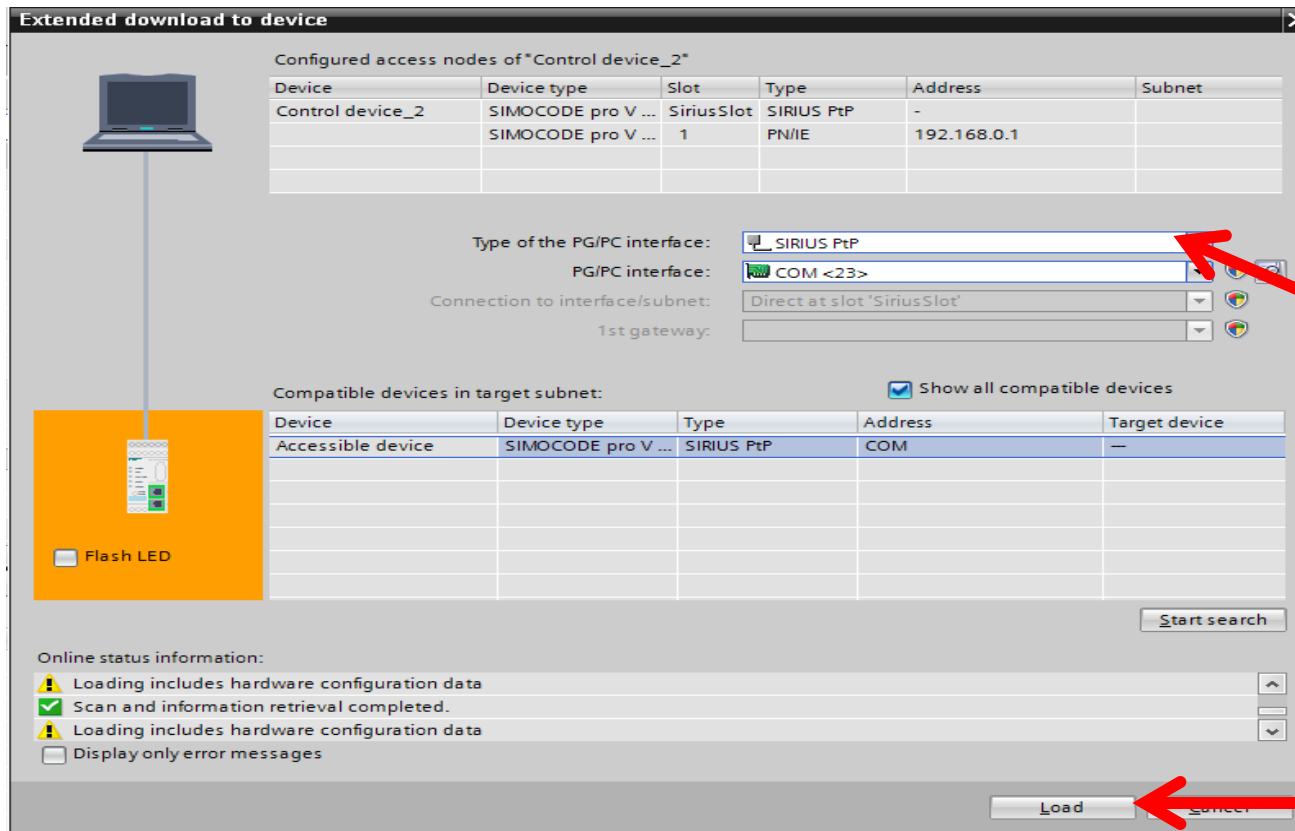 Extended download to device
Configured access nodes of "Control device_2"
Device Device type Slot Type Address Subnet
Control device_2 SIMOCODE pro V ... SiriusSlot SIRIUS PtP -
SIMOCODE pro V ... 1 PN/IE 192.168.0.1
Type of the PG/PC interface: SIRIUS PtP
PG/PC interface: COM <23>
Connection to interface/subnet: Direct at slot 'SiriusSlot'
1st gateway:
Compatible devices in target subnet: Show all compatible devices
Device Device type Type Address Target device
Accessible device SIMOCODE pro V ... SIRIUS PtP COM —
Flash LED
Start search
Online status information:
Loading includes hardware configuration data
Scan and information retrieval completed.
Loading includes hardware configuration data
Display only error messages
Load Cancel